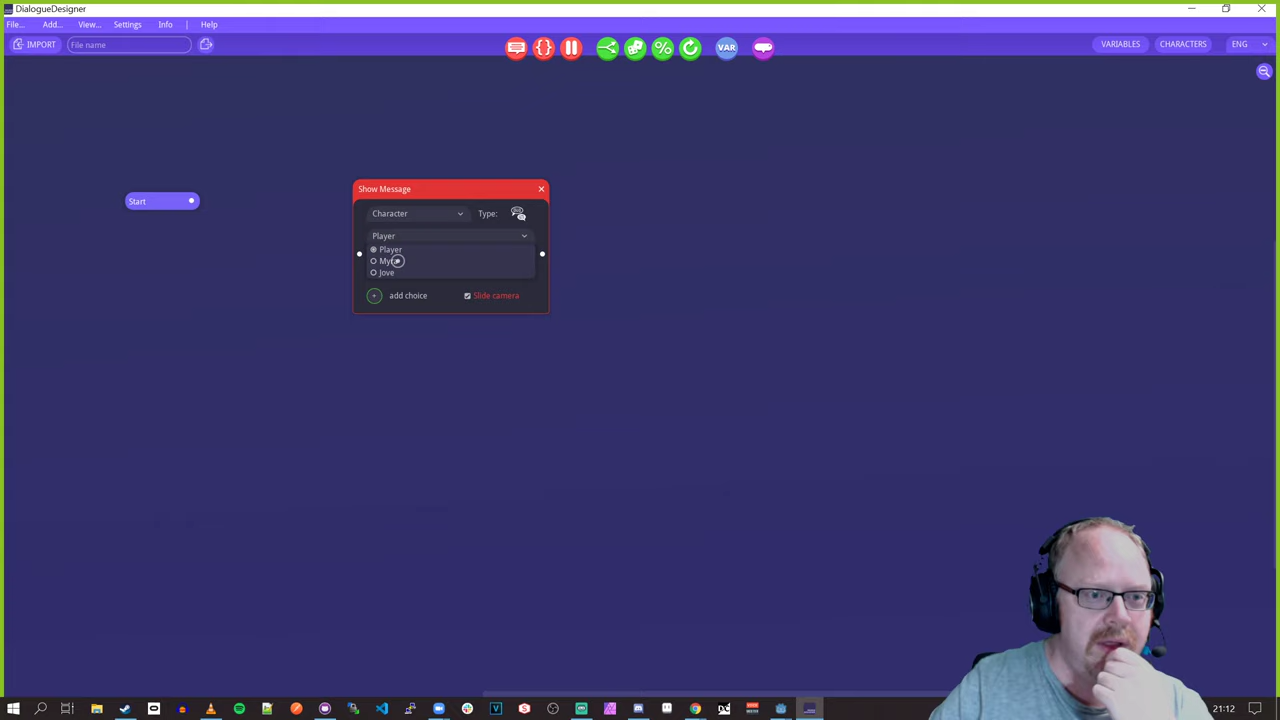 DialogueDesigner
File... Add... View... Settings Info | Help
IMPORT File name VAR VARIABLES CHARACTERS ENG
Show Message
Start
Character Type:
Player
Player
Jove
add choice Slide camera
21:12